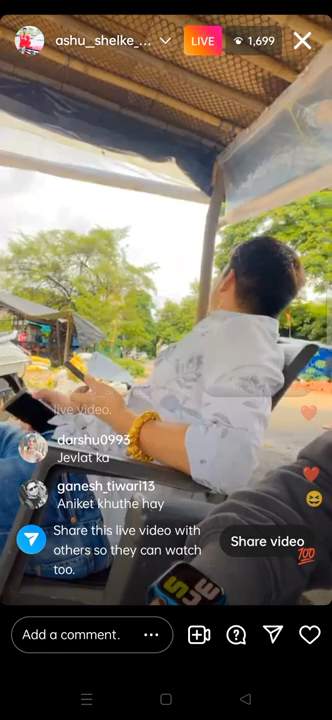 ashu__shelke_...
LIVE
1,699
live video.
darshu0993
Jevlat ka
ganesh_tiwari13
Aniket khuthe hay
Share this live video with
others so they can watch
too.
Share video
💯
Add a comment.